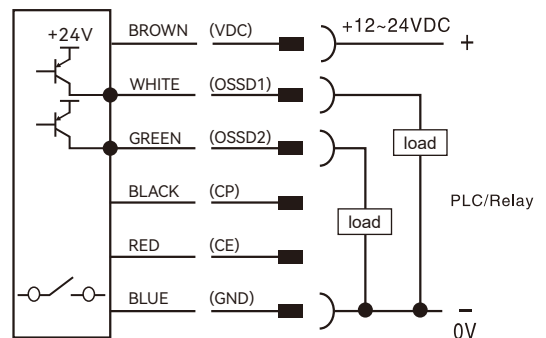 +24V
BROWN (VDC) +12~24VDC +
WHITE (OSSD1)
load
GREEN (OSSD2)
BLACK (CP)
PLC/Relay
load
RED (CE)
BLUE (GND) −
0V